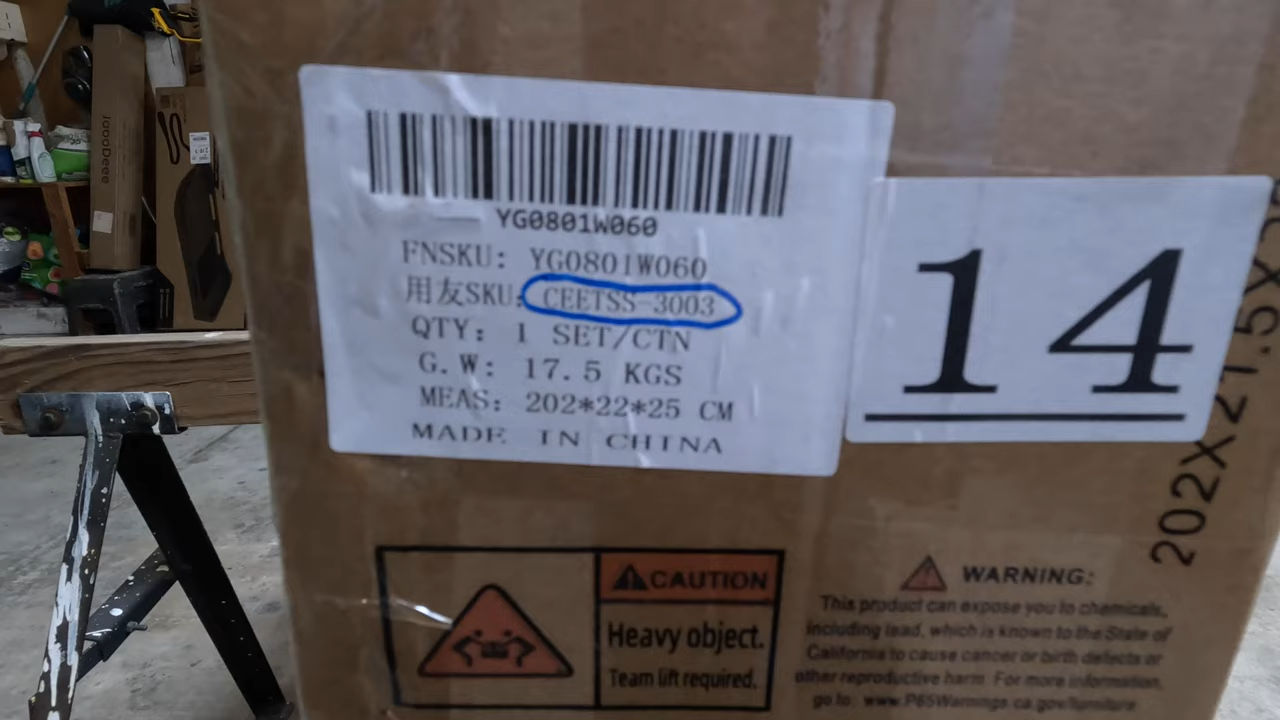 YG0801W060
FNSKU: YG0801W060
用友SKU: CEETSS-3003
QTY: 1 SET/CTN
G.W: 17.5 KGS
MEAS: 202*22*25 CM
MADE IN CHINA
14
CAUTION
Heavy object.
Team lift required.
WARNING:
This product can expose you to chemicals,
including lead, which is known to the State of
California to cause cancer or birth defects or
other reproductive harm. For more information,
go to: www.P65Warnings.ca.gov/furniture
202X21.5X